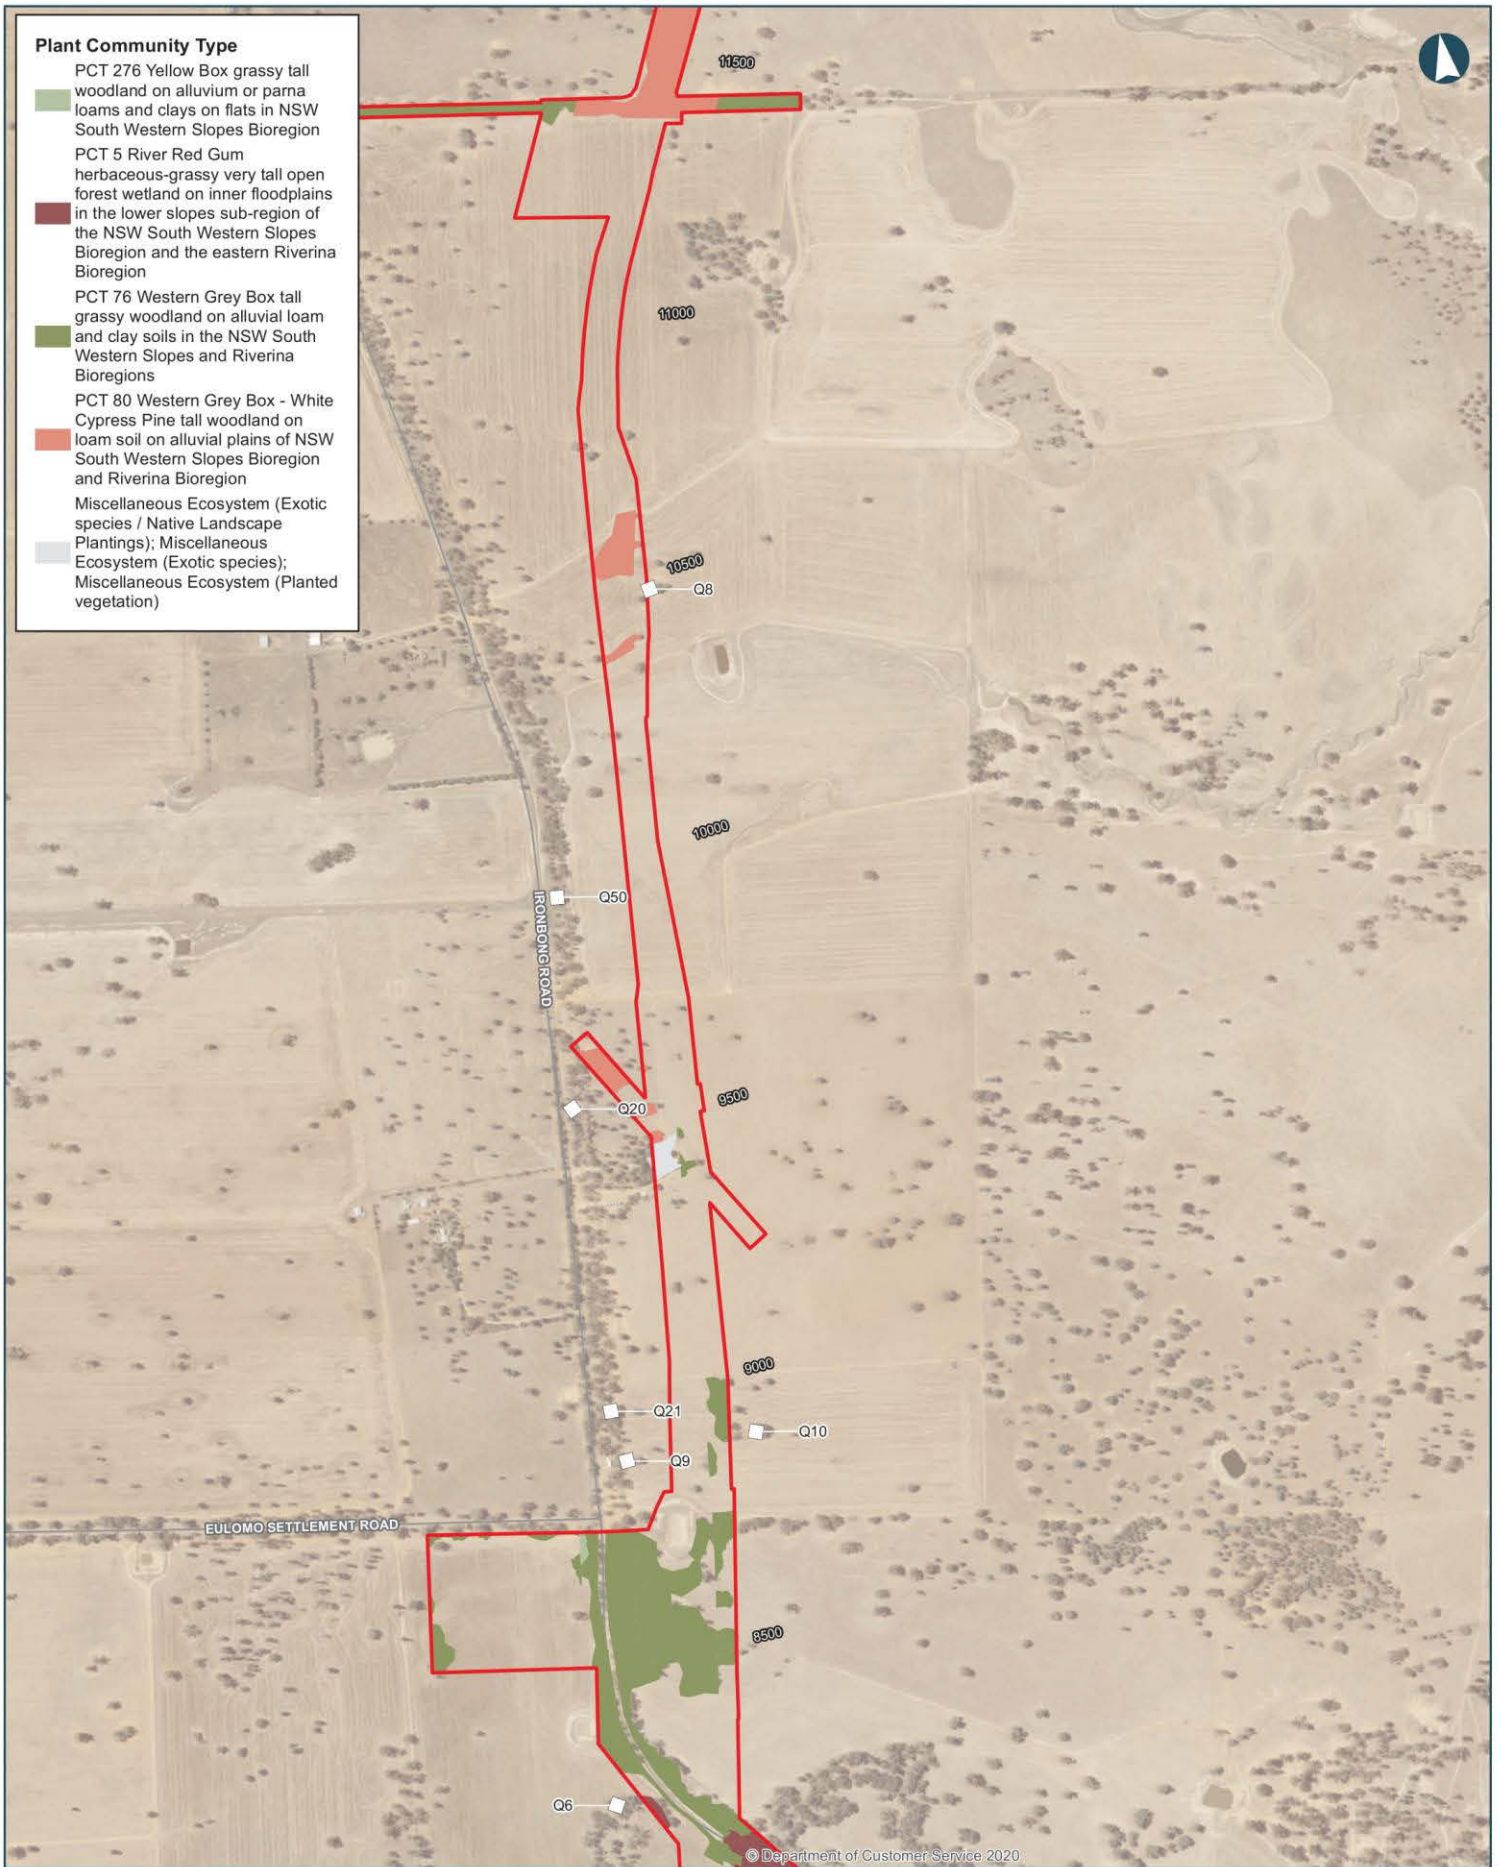 Plant Community Type
PCT 276 Yellow Box grassy tall
woodland on alluvium or parna
loams and clays on flats in NSW
South Western Slopes Bioregion
PCT 5 River Red Gum
herbaceous-grassy very tall open
forest wetland on inner floodplains
in the lower slopes sub-region of
the NSW South Western Slopes
Bioregion and the eastern Riverina
Bioregion
PCT 76 Western Grey Box tall
grassy woodland on alluvial loam
and clay soils in the NSW South
Western Slopes and Riverina
Bioregions
PCT 80 Western Grey Box - White
Cypress Pine tall woodland on
loam soil on alluvial plains of NSW
South Western Slopes Bioregion
and Riverina Bioregion
Miscellaneous Ecosystem (Exotic
species / Native Landscape
Plantings); Miscellaneous
Ecosystem (Exotic species);
Miscellaneous Ecosystem (Planted
vegetation)
11500
11000
10500
Q8
10000
Q50
IRONBONG ROAD
9500
Q20
9000
Q21
Q10
Q9
EULOMO SETTLEMENT ROAD
8500
Q6
© Department of Customer Service 2020